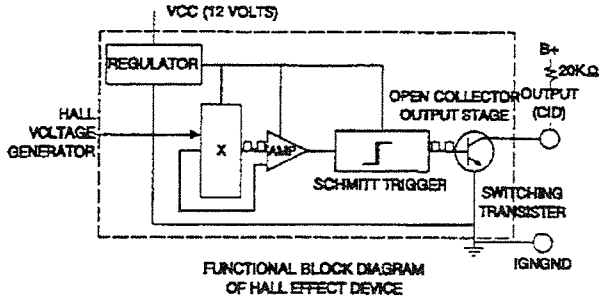 VCC (12 VOLTS)
REGULATOR
B+
20KΩ
HALL
VOLTAGE
GENERATOR
X
AMP
OPEN COLLECTOR
OUTPUT STAGE
OUTPUT
(CID)
SCHMITT TRIGGER
SWITCHING
TRANSISTER
IGNGND
FUNCTIONAL BLOCK DIAGRAM
OF HALL EFFECT DEVICE